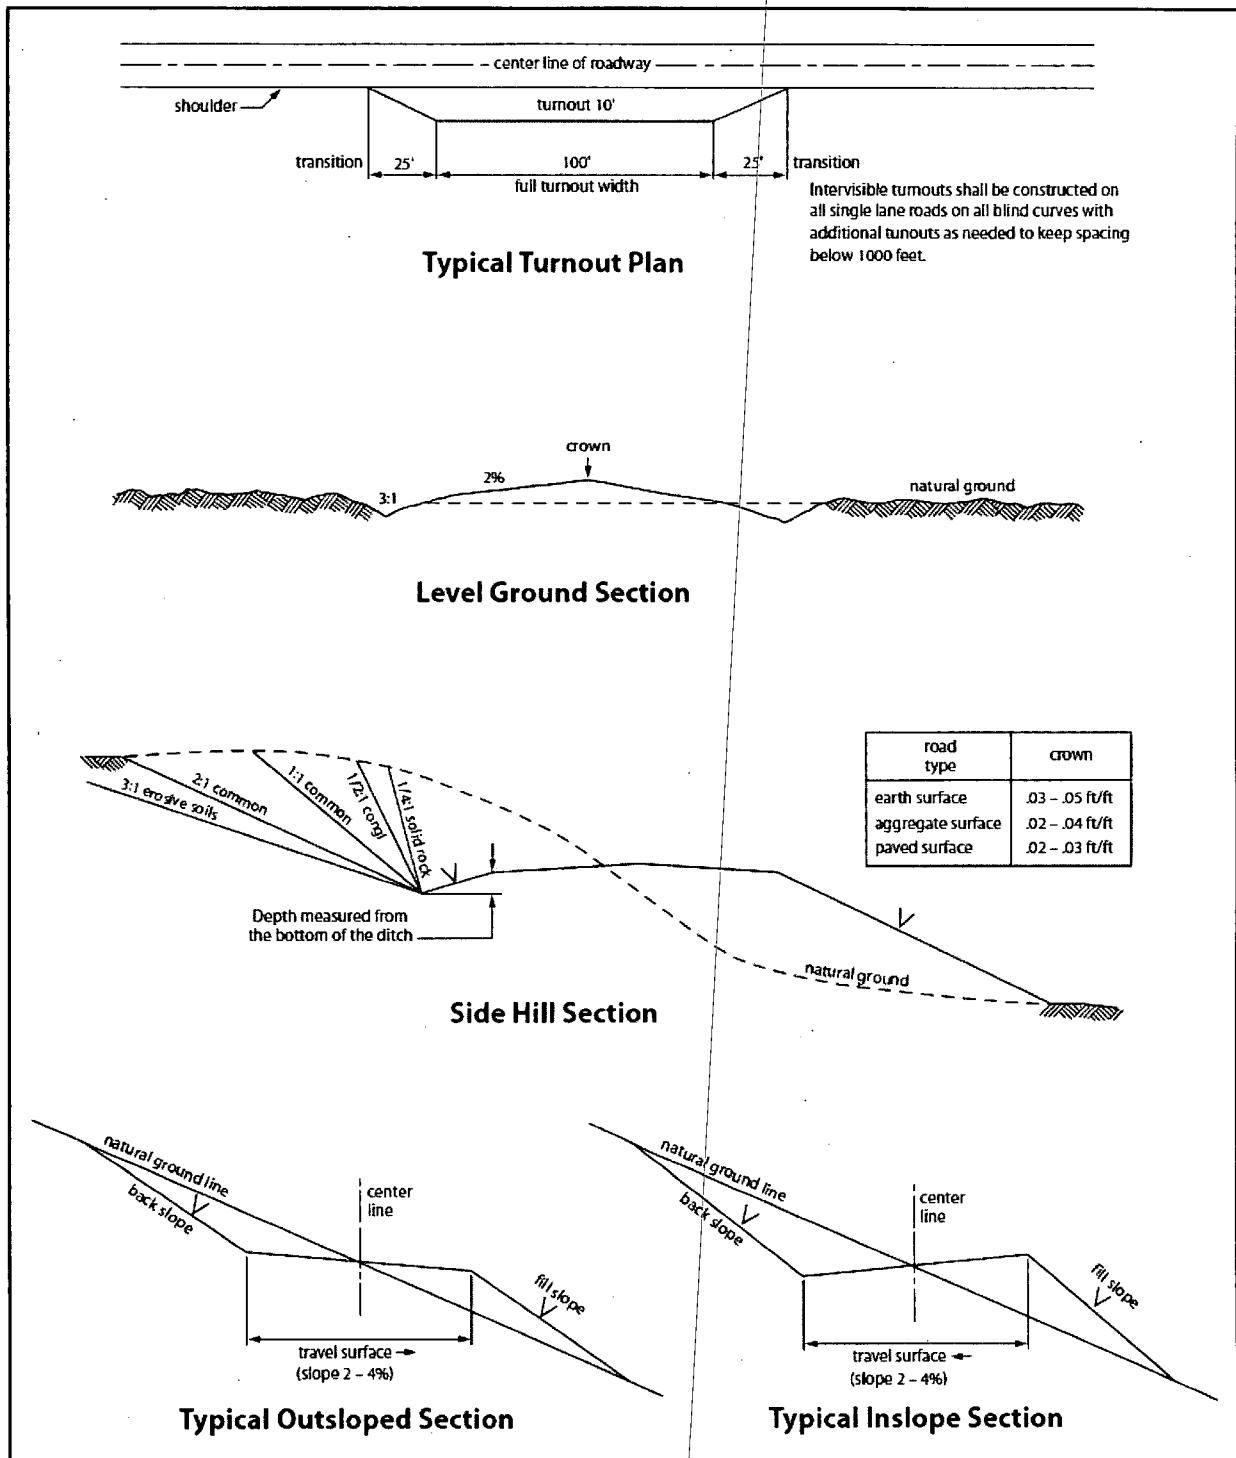 center line of roadway
shoulder
turnout 10'
transition
25'
100'
25'
transition
full turnout width
Intervisible turnouts shall be constructed on
all single lane roads on all blind curves with
additional tunouts as needed to keep spacing
below 1000 feet.
Typical Turnout Plan
crown
2%
3:1
natural ground
Level Ground Section
road
type
crown
earth surface
.03 – .05 ft/ft
aggregate surface
.02 – .04 ft/ft
paved surface
.02 – .03 ft/ft
3:1 erosive soils
2:1 common
1:1 common
1/2:1 congl
1/4:1 solid rock
Depth measured from
the bottom of the ditch
natural ground
Side Hill Section
natural ground line
back slope
center
line
fill slope
travel surface
(slope 2 – 4%)
Typical Outsloped Section
natural ground line
back slope
center
line
fill slope
travel surface
(slope 2 – 4%)
Typical Inslope Section